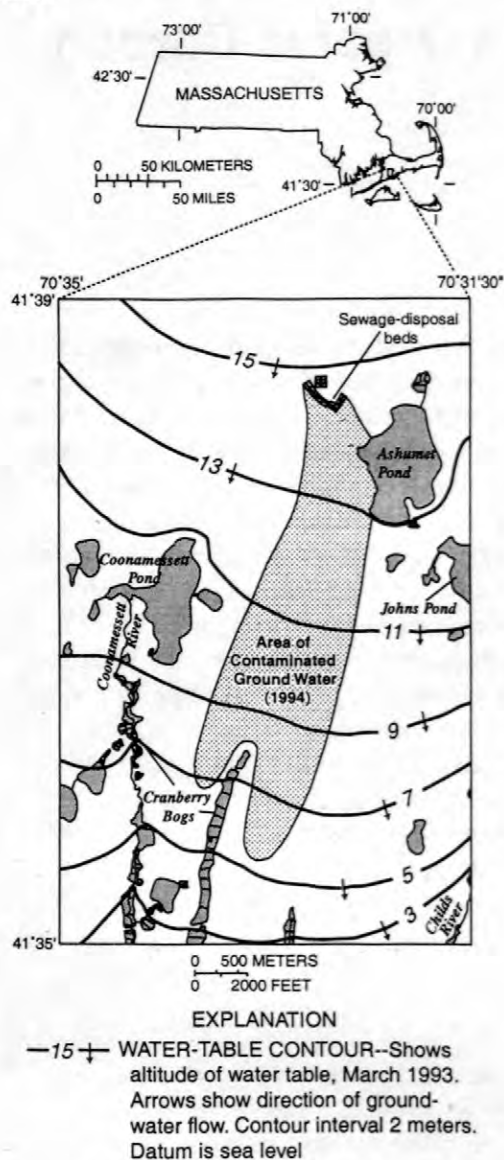 73°00'
71°00'
42°30'
MASSACHUSETTS
70°00'
0 50 KILOMETERS
0 50 MILES
41°30'
70°35'
70°31'30"
41°39'
Sewage-disposal
beds
15
Ashumet
Pond
13
Coonamessett
Pond
Johns Pond
Coonamessett
River
11
Area of
Contaminated
Ground Water
(1994)
9
Cranberry
Bogs
7
5
3
Childs
River
41°35'
0 500 METERS
0 2000 FEET
EXPLANATION
15 WATER-TABLE CONTOUR--Shows
altitude of water table, March 1993.
Arrows show direction of ground-
water flow. Contour interval 2 meters.
Datum is sea level